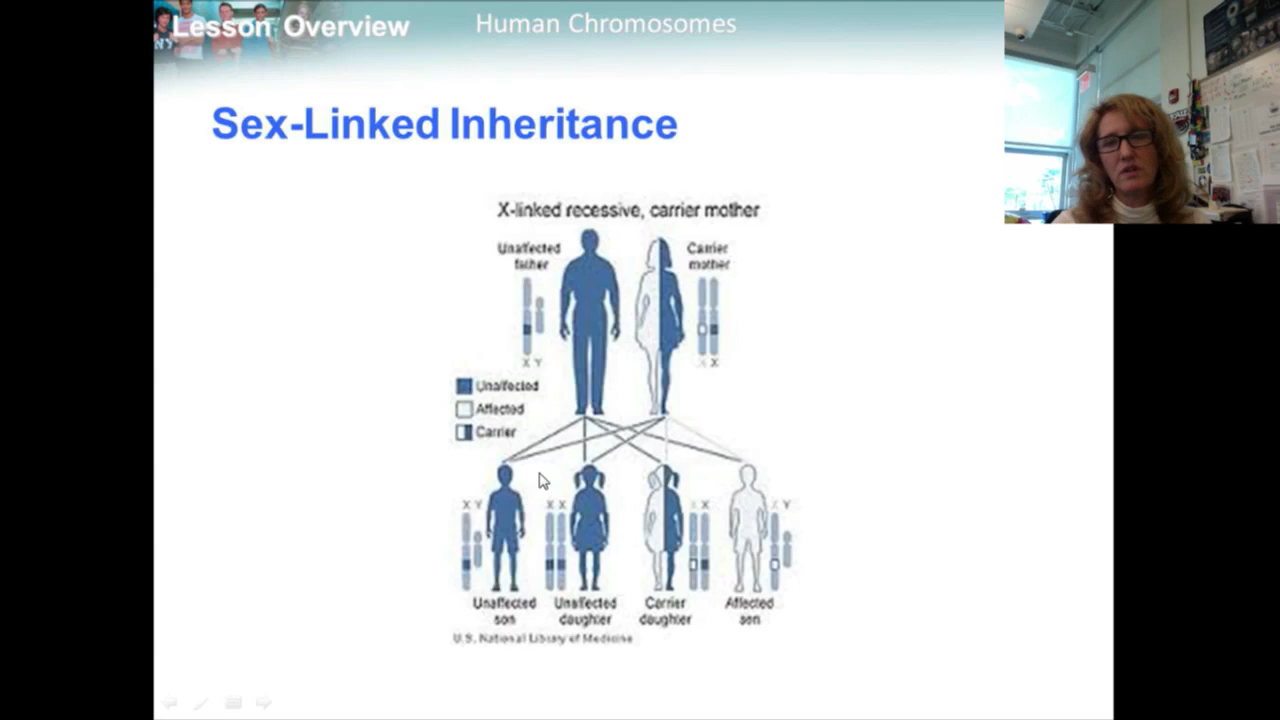 Lesson Overview
Human Chromosomes
Sex-Linked Inheritance
X-linked recessive, carrier mother
Unaffected
father
Carrier
mother
X Y
X X
Unaffected
Affected
Carrier
X Y
X X
X X
X Y
Unaffected
son
Unaffected
daughter
Carrier
daughter
Affected
son
U.S. National Library of Medicine